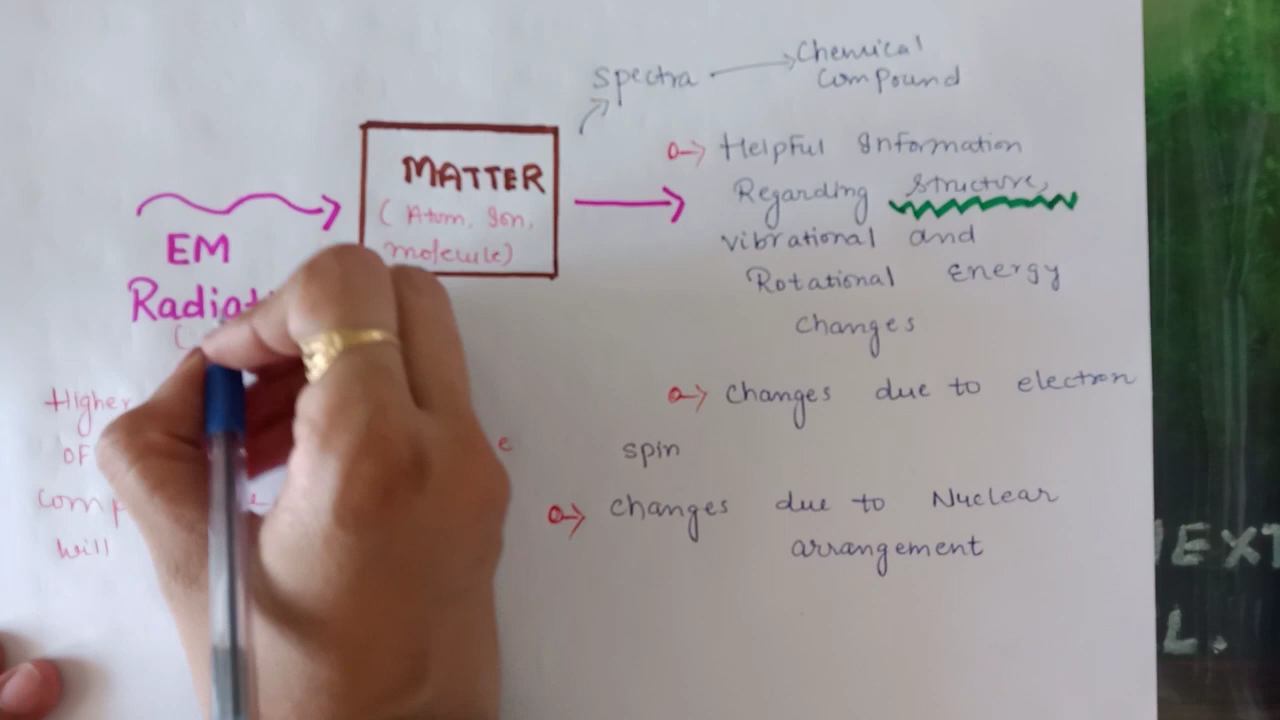 Spectra
Chemical
Compound
MATTER
(Atom, Ion,
molecule)
EM
Helpful Information
Regarding structure,
vibrational and
Rotational Energy
changes
changes due to electron
spin
changes due to Nuclear
arrangement
Higher
OF
will